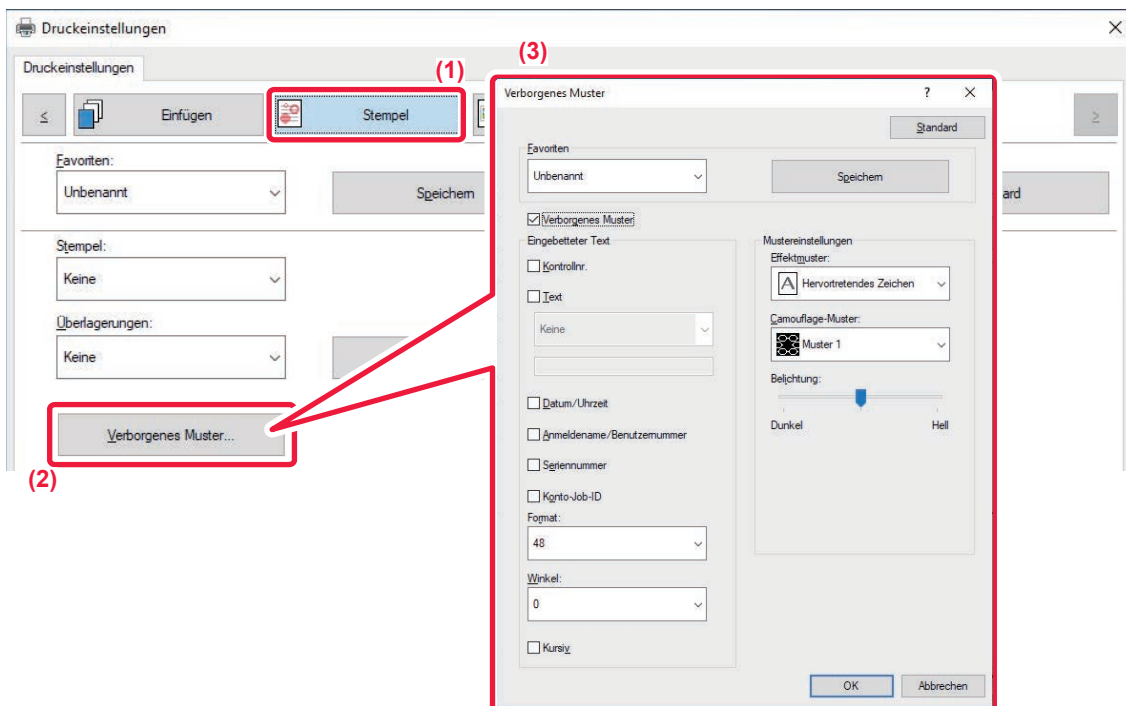 Druckeinstellungen
Druckeinstellungen
(1)
(3)
<
Einfügen
Stempel
>
Favoriten:
Unbenannt
Speichern
ard
Stempel:
Keine
Überlagerungen:
Keine
Verborgenes Muster...
(2)
Verborgenes Muster
?
Standard
Favoriten
Unbenannt
Speichern
Verborgenes Muster
Eingebetteter Text
Kontrollnr.
Text
Keine
Datum/Uhrzeit
Anmeldename/Benutzernummer
Seriennummer
Konto-Job-ID
Format:
48
Winkel:
0
Kursiv
Mustereinstellungen
Effektmuster:
A Hervortretendes Zeichen
Camouflage-Muster:
Muster 1
Belichtung:
Dunkel Hell
OK Abbrechen